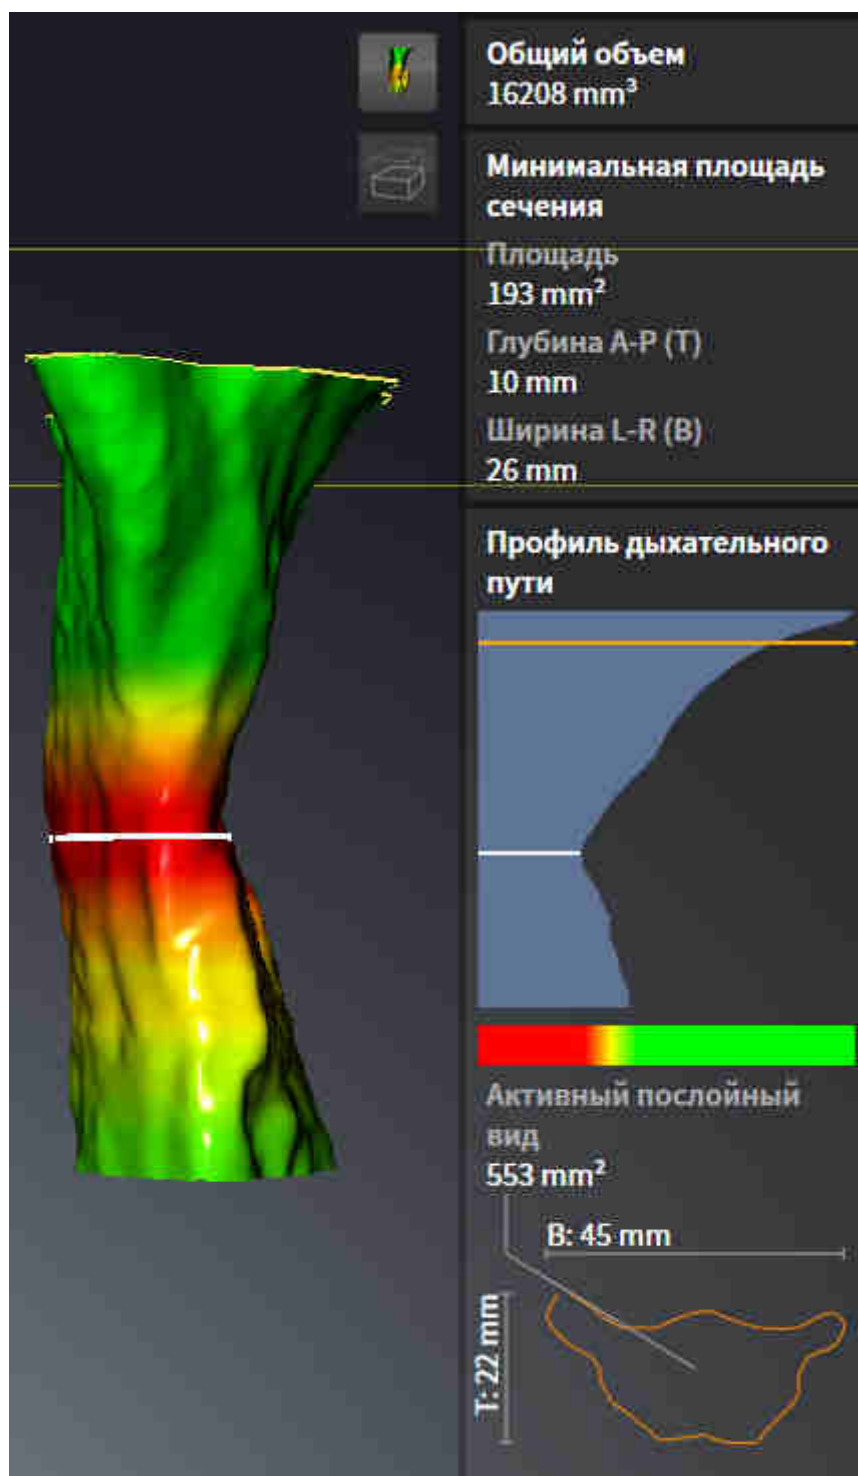 Общий объем
16208 mm³
Минимальная площадь
сечения
Площадь
193 mm²
Глубина A-P (T)
10 mm
Ширина L-R (B)
26 mm
Профиль дыхательного
пути
Активный послойный
вид
553 mm²
B: 45 mm
T: 22 mm